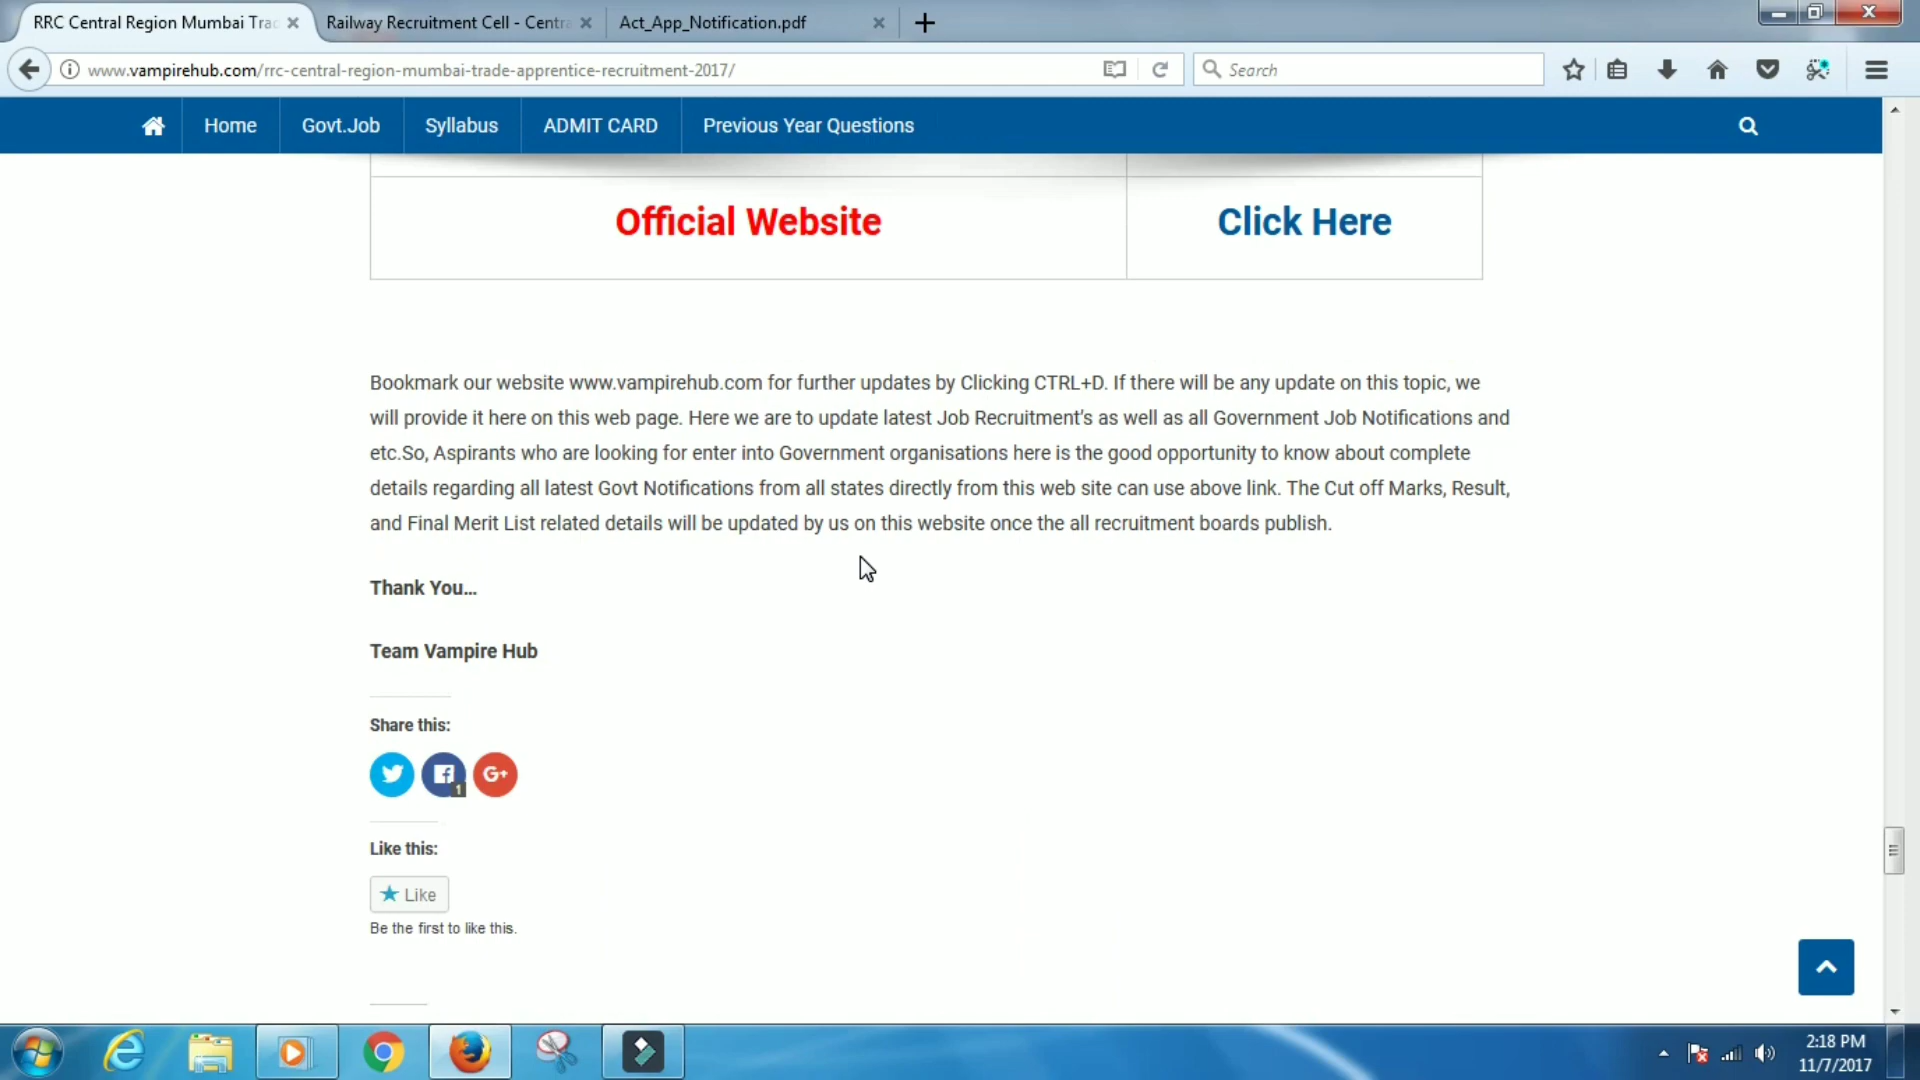 RRC Central Region Mumbai Tra
Railway Recruitment Cell - Centra
Act_App_Notification.pdf
www.vampirehub.com/rrc-central-region-mumbai-trade-apprentice-recruitment-2017/
Search
Home
Govt.Job
Syllabus
ADMIT CARD
Previous Year Questions
Official Website
Click Here
Bookmark our website www.vampirehub.com for further updates by Clicking CTRL+D. If there will be any update on this topic, we
will provide it here on this web page. Here we are to update latest Job Recruitment's as well as all Government Job Notifications and
etc.So, Aspirants who are looking for enter into Government organisations here is the good opportunity to know about complete
details regarding all latest Govt Notifications from all states directly from this web site can use above link. The Cut off Marks, Result,
and Final Merit List related details will be updated by us on this website once the all recruitment boards publish.
Thank You...
Team Vampire Hub
Share this:
G+
1
Like this:
Like
Be the first to like this.
2:18 PM
11/7/2017